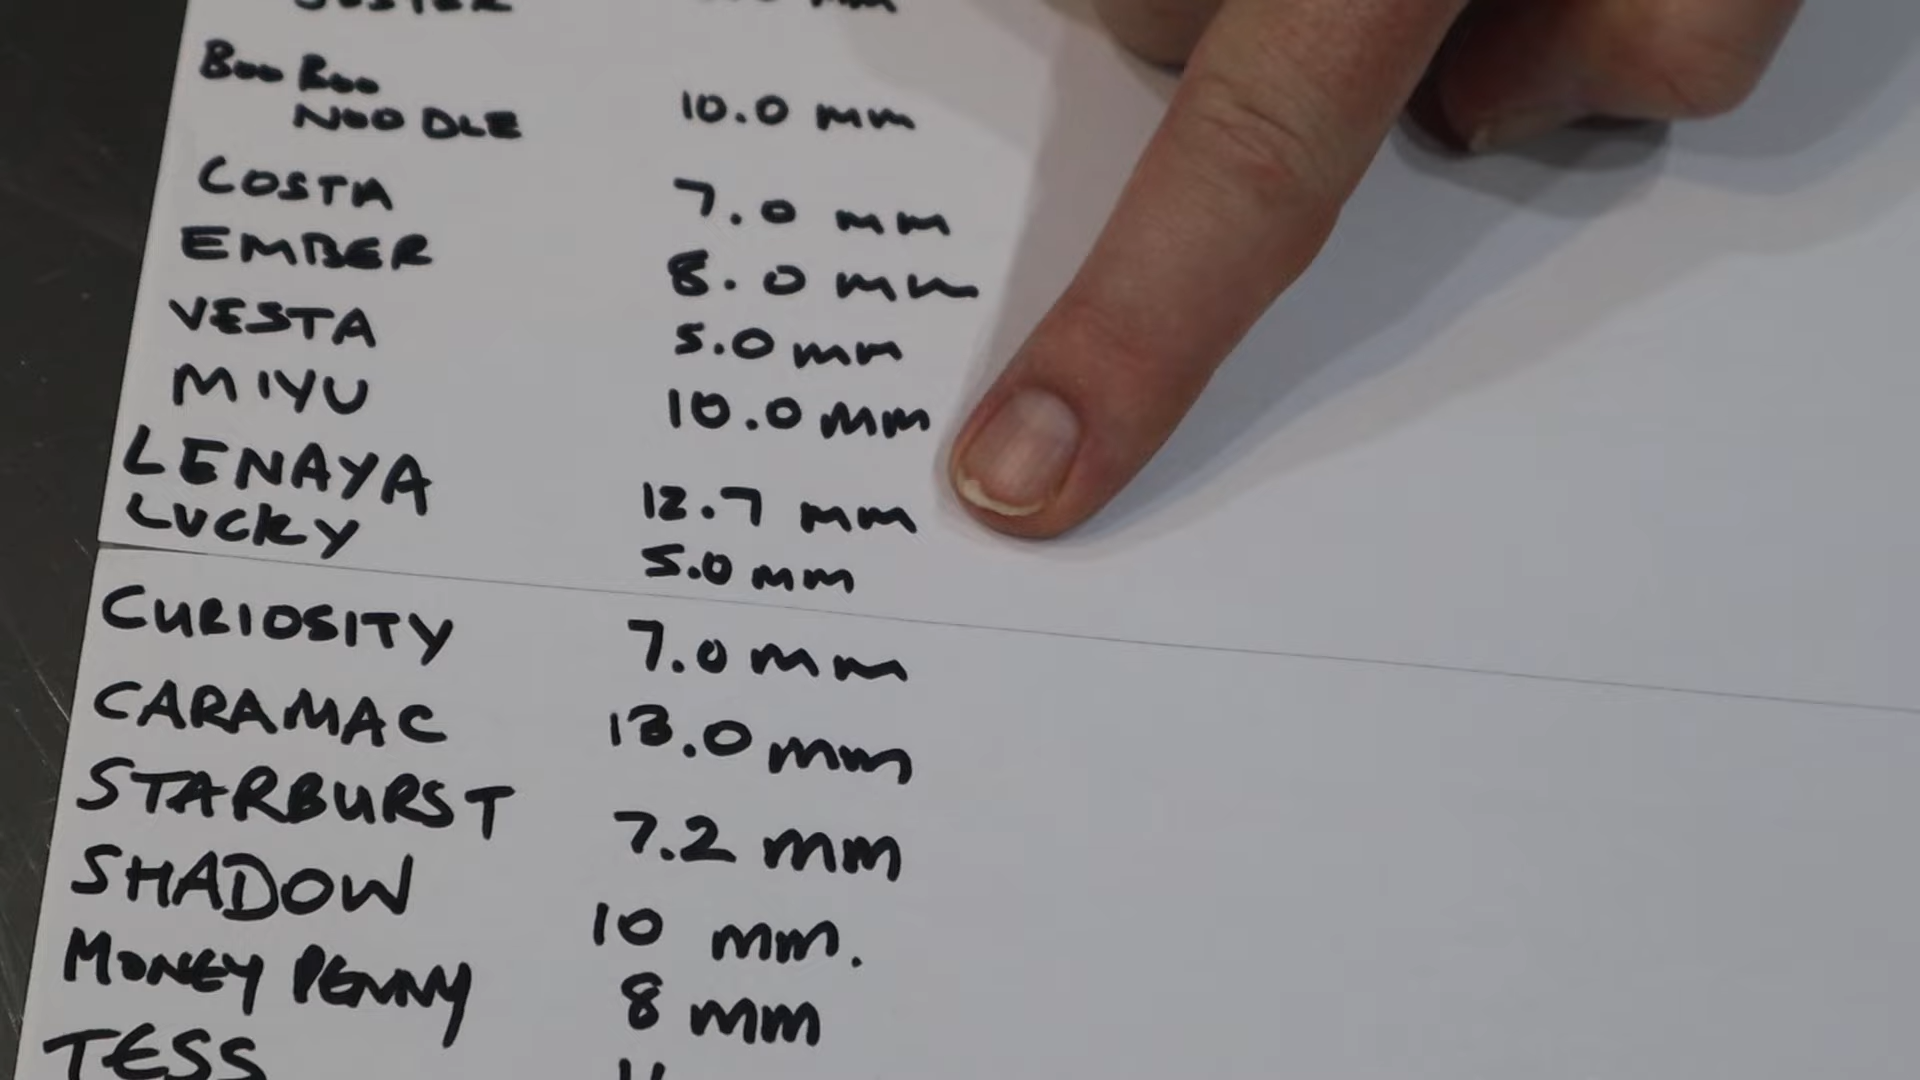 Boo Boo
NOODLE 10.0 mm
COSTA 7.0 mm
EMBER 8.0 mm
VESTA 5.0 mm
MIYU 10.0 mm
LENAYA 12.7 mm
LUCKY 5.0 mm
CURIOSITY 7.0 mm
CARAMAC 13.0 mm
STARBURST 7.2 mm
SHADOW 10 mm.
MONEY PENNY 8 mm
TESS